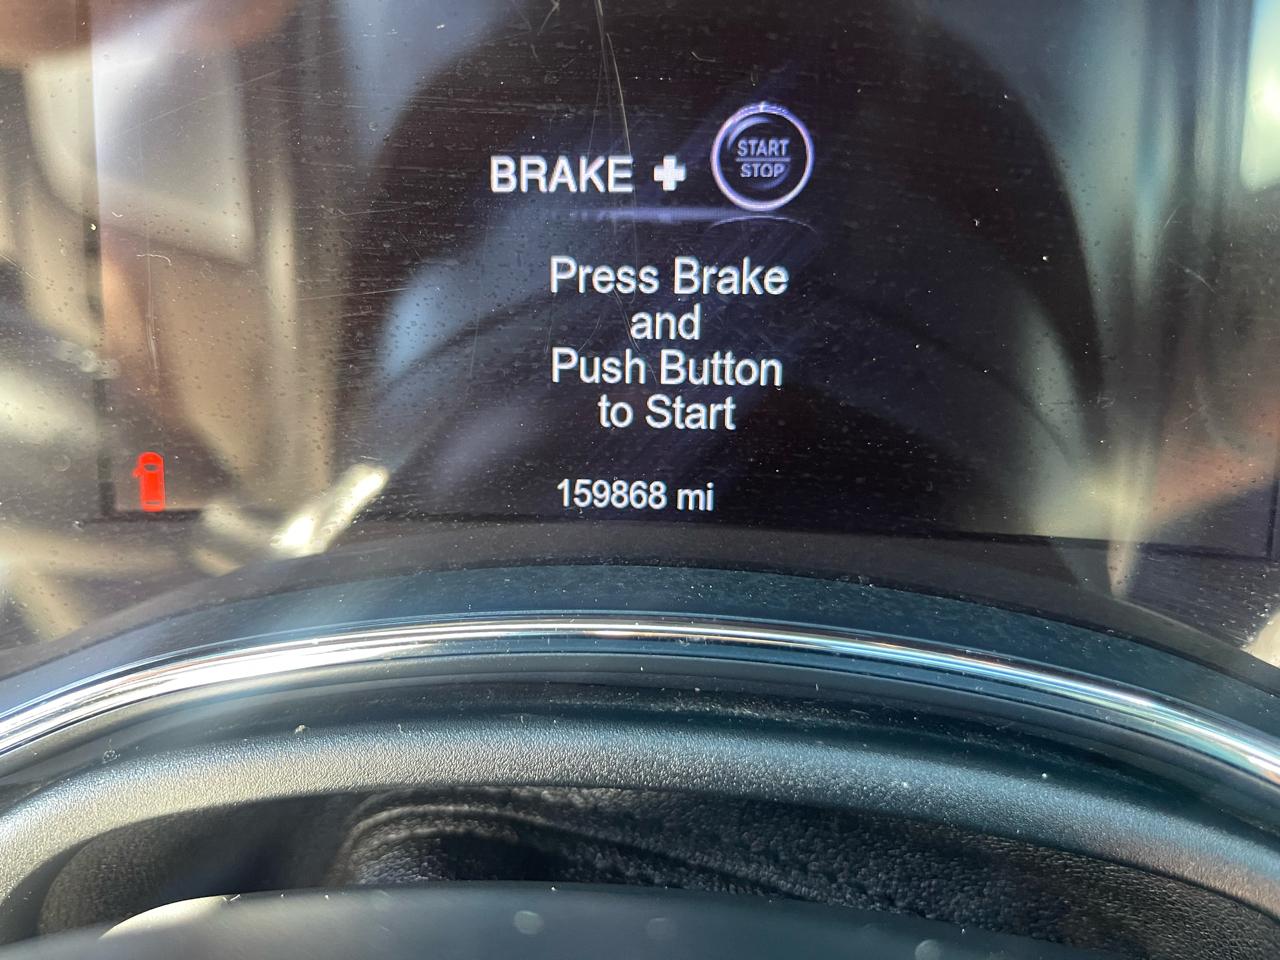 BRAKE + START
STOP
Press Brake
and
Push Button
to Start
159868 mi